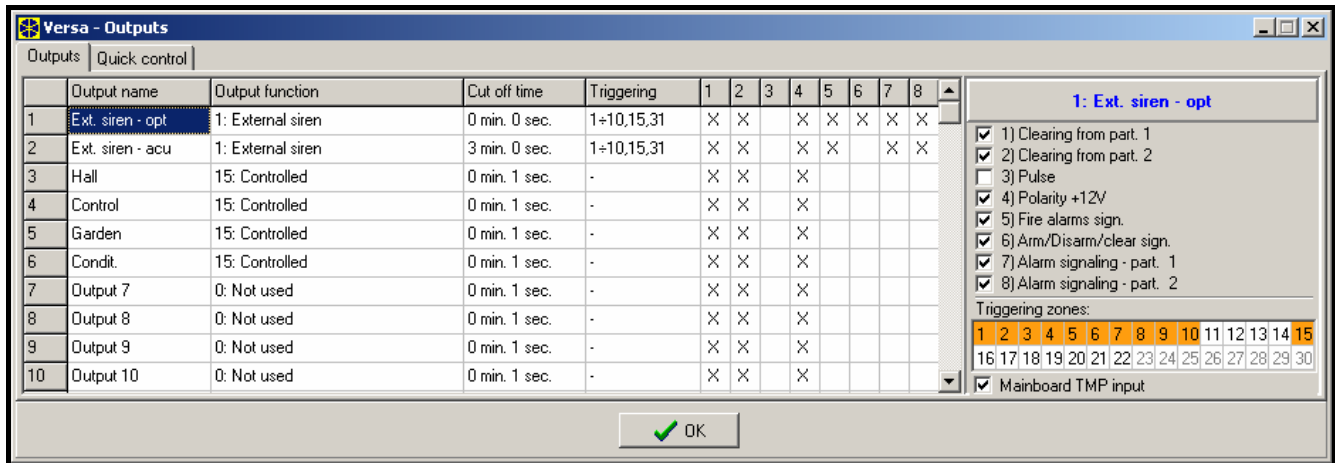 Versa - Outputs
Outputs Quick control
Output name Output function Cut off time Triggering 1 2 3 4 5 6 7 8
1 Ext. siren - opt 1: External siren 0 min. 0 sec. 1÷10,15,31 X X X X X X X
2 Ext. siren - acu 1: External siren 3 min. 0 sec. 1÷10,15,31 X X X X X X
3 Hall 15: Controlled 0 min. 1 sec. - X X X
4 Control 15: Controlled 0 min. 1 sec. - X X X
5 Garden 15: Controlled 0 min. 1 sec. - X X X
6 Condit. 15: Controlled 0 min. 1 sec. - X X X
7 Output 7 0: Not used 0 min. 1 sec. - X X X
8 Output 8 0: Not used 0 min. 1 sec. - X X X
9 Output 9 0: Not used 0 min. 1 sec. - X X X
10 Output 10 0: Not used 0 min. 1 sec. - X X X
1: Ext. siren - opt
1) Clearing from part. 1
2) Clearing from part. 2
3) Pulse
4) Polarity +12V
5) Fire alarms sign.
6) Arm/Disarm/clear sign.
7) Alarm signaling - part. 1
8) Alarm signaling - part. 2
Triggering zones:
1 2 3 4 5 6 7 8 9 10 11 12 13 14 15
16 17 18 19 20 21 22 23 24 25 26 27 28 29 30
Mainboard TMP input
OK